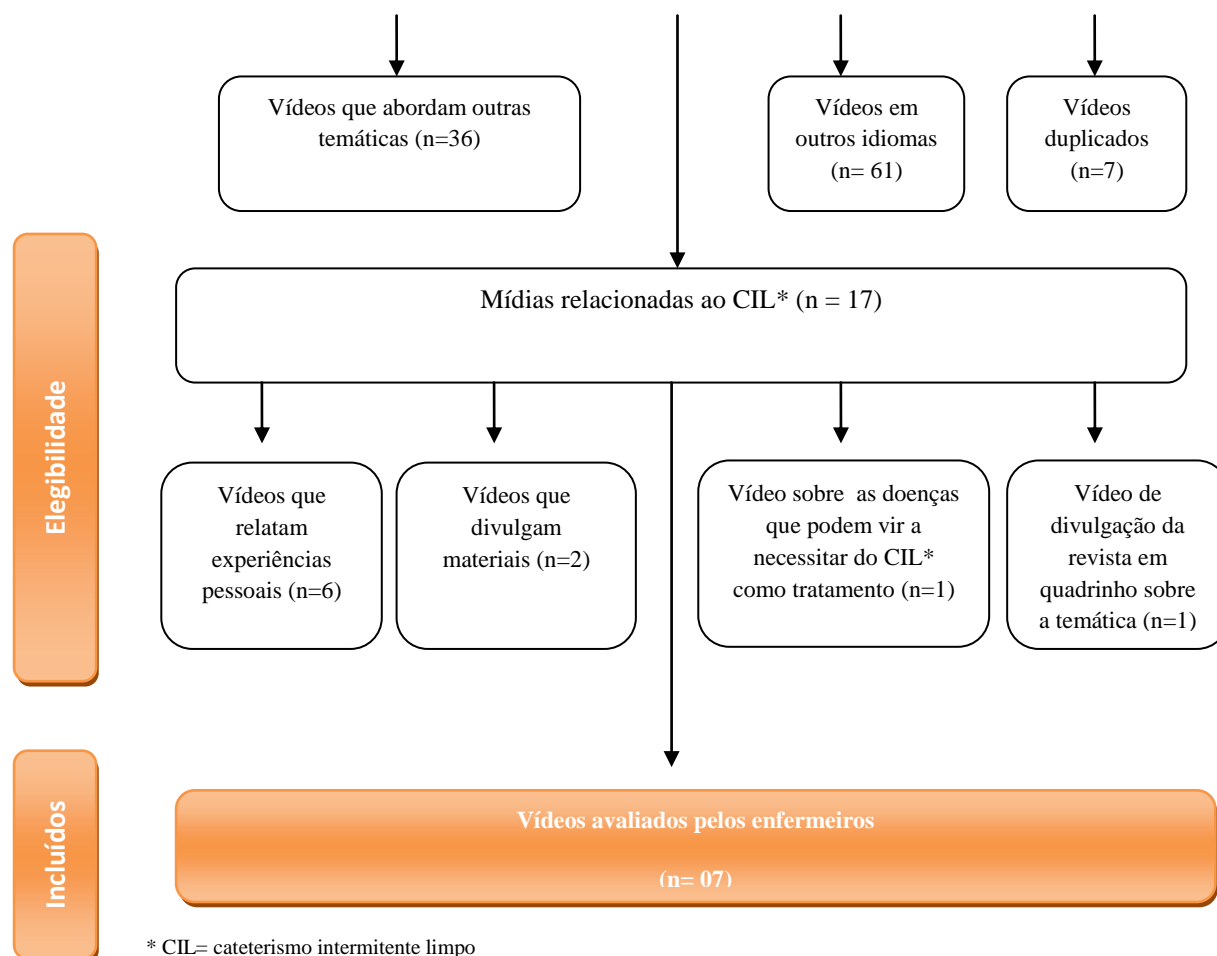 Vídeos que abordam outras
temáticas (n=36)
Vídeos em
outros idiomas
(n= 61)
Vídeos
duplicados
(n=7)
Elegibilidade
Mídias relacionadas ao CIL* (n = 17)
Vídeos que
relatam
experiências
pessoais (n=6)
Vídeos que
divulgam
materiais (n=2)
Vídeo sobre as doenças
que podem vir a
necessitar do CIL*
como tratamento (n=1)
Vídeo de
divulgação da
revista em
quadrinho sobre
a temática (n=1)
Incluídos
Vídeos avaliados pelos enfermeiros
(n= 07)
* CIL= cateterismo intermitente limpo